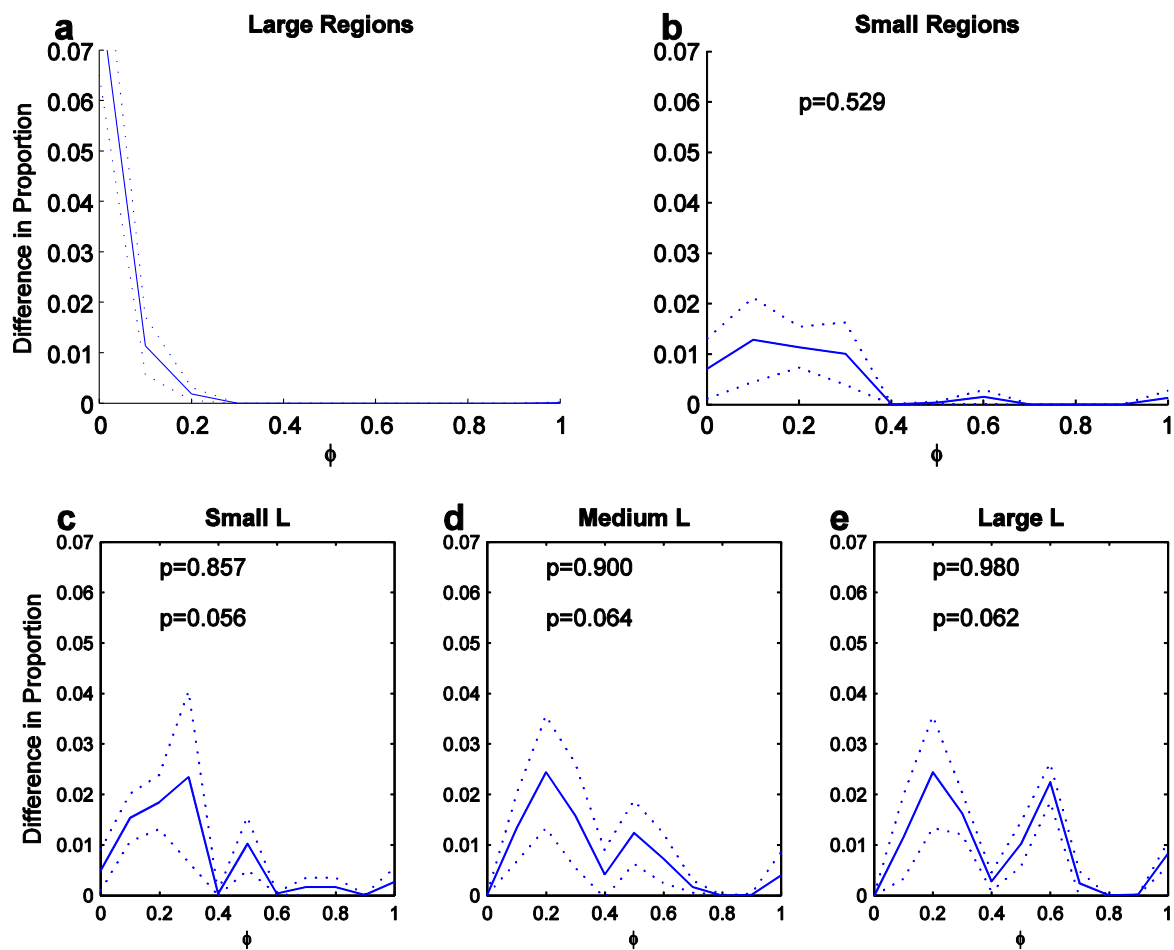 a
Large Regions
0.07
0.06
0.05
0.04
0.03
0.02
0.01
0
Difference in Proportion
0 0.2 0.4 0.6 0.8 1
ϕ
b
Small Regions
p=0.529
0.07
0.06
0.05
0.04
0.03
0.02
0.01
0
0 0.2 0.4 0.6 0.8 1
ϕ
c
Small L
p=0.857
p=0.056
0.07
0.06
0.05
0.04
0.03
0.02
0.01
0
Difference in Proportion
0 0.2 0.4 0.6 0.8 1
ϕ
d
Medium L
p=0.900
p=0.064
0.07
0.06
0.05
0.04
0.03
0.02
0.01
0
0 0.2 0.4 0.6 0.8 1
ϕ
e
Large L
p=0.980
p=0.062
0.07
0.06
0.05
0.04
0.03
0.02
0.01
0
0 0.2 0.4 0.6 0.8 1
ϕ